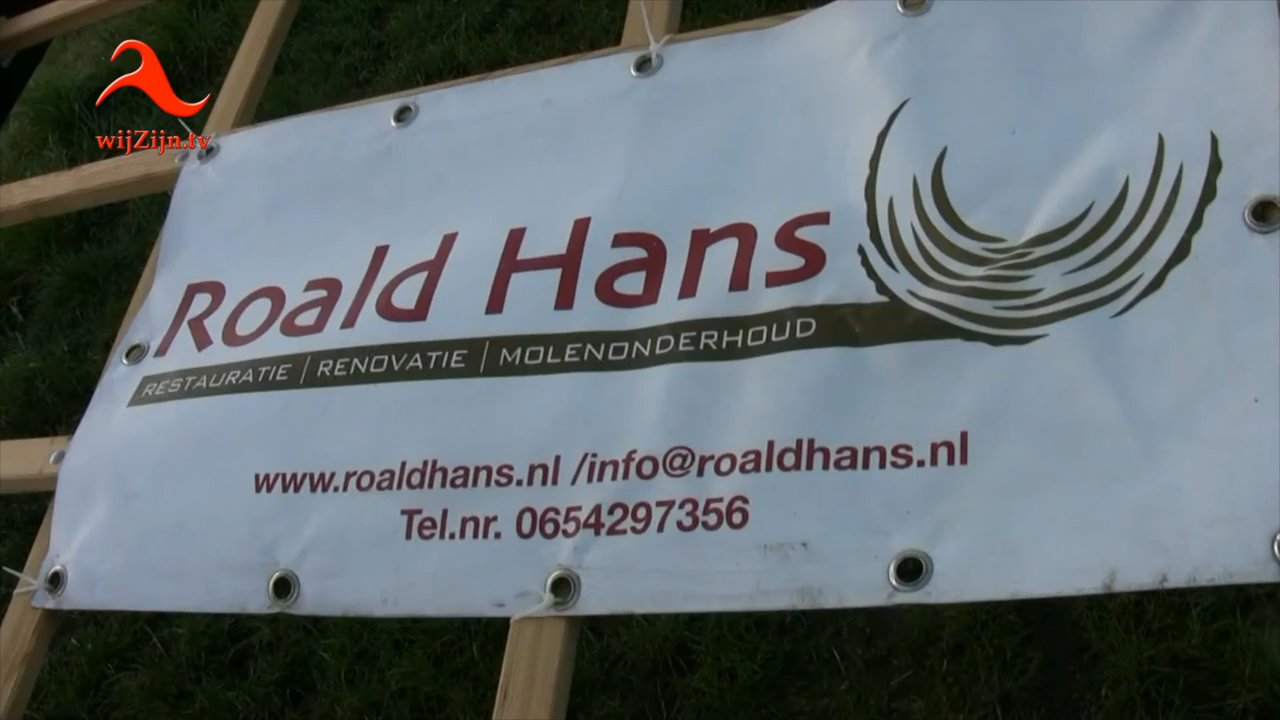 wijZijn.tv
Roald Hans
RESTAURATIE | RENOVATIE | MOLENONDERHOUD
www.roaldhans.nl /info@roaldhans.nl
Tel.nr. 0654297356